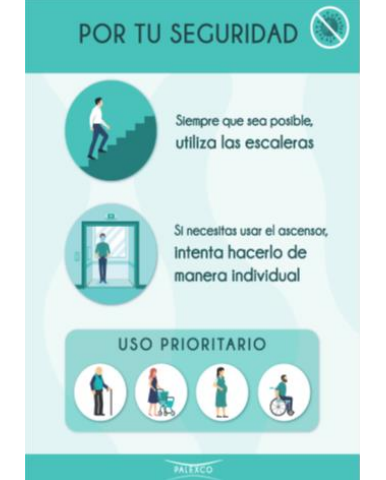 POR TU SEGURIDAD
Siempre que sea posible,
utiliza las escaleras
Si necesitas usar el ascensor,
intenta hacerlo de
manera individual
USO PRIORITARIO
PALEXCO